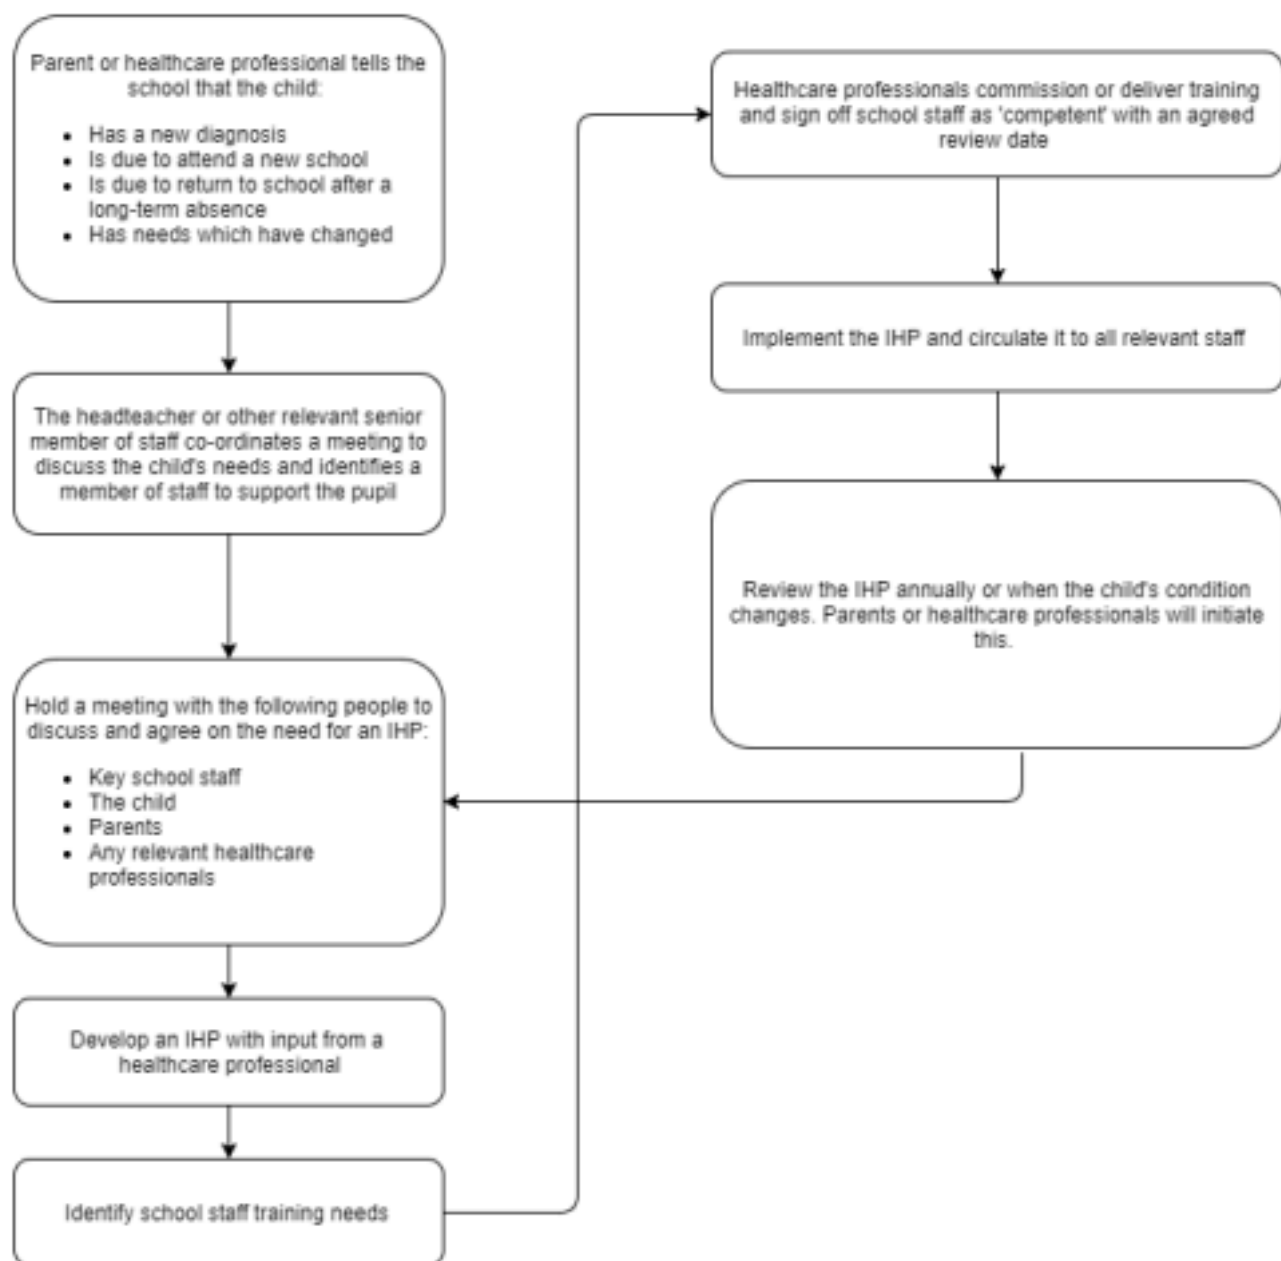 Parent or healthcare professional tells the
school that the child:
• Has a new diagnosis
• Is due to attend a new school
• Is due to return to school after a
long-term absence
• Has needs which have changed
The headteacher or other relevant senior
member of staff co-ordinates a meeting to
discuss the child's needs and identifies a
member of staff to support the pupil
Hold a meeting with the following people to
discuss and agree on the need for an IHP:
• Key school staff
• The child
• Parents
• Any relevant healthcare
professionals
Develop an IHP with input from a
healthcare professional
Identify school staff training needs
Healthcare professionals commission or deliver training
and sign off school staff as 'competent' with an agreed
review date
Implement the IHP and circulate it to all relevant staff
Review the IHP annually or when the child's condition
changes. Parents or healthcare professionals will initiate
this.